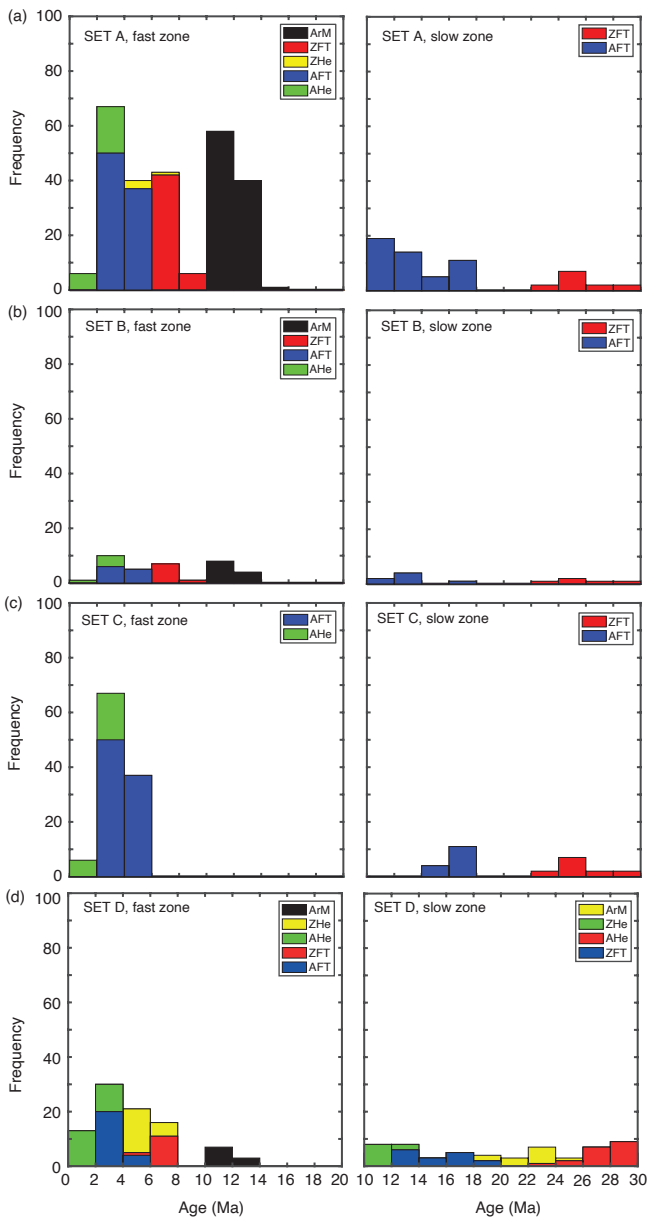 (a)
SET A, fast zone
ArM
ZFT
ZHe
AFT
AHe
100
80
60
40
20
0
Frequency
SET A, slow zone
ZFT
AFT
(b)
SET B, fast zone
ArM
ZFT
AFT
AHe
100
80
60
40
20
0
Frequency
SET B, slow zone
ZFT
AFT
(c)
SET C, fast zone
AFT
AHe
100
80
60
40
20
0
Frequency
SET C, slow zone
ZFT
AFT
(d)
SET D, fast zone
ArM
ZHe
AHe
ZFT
AFT
100
80
60
40
20
0
Frequency
0 2 4 6 8 10 12 14 16 18 20
Age (Ma)
SET D, slow zone
ArM
ZHe
AHe
ZFT
AFT
10 12 14 16 18 20 22 24 26 28 30
Age (Ma)